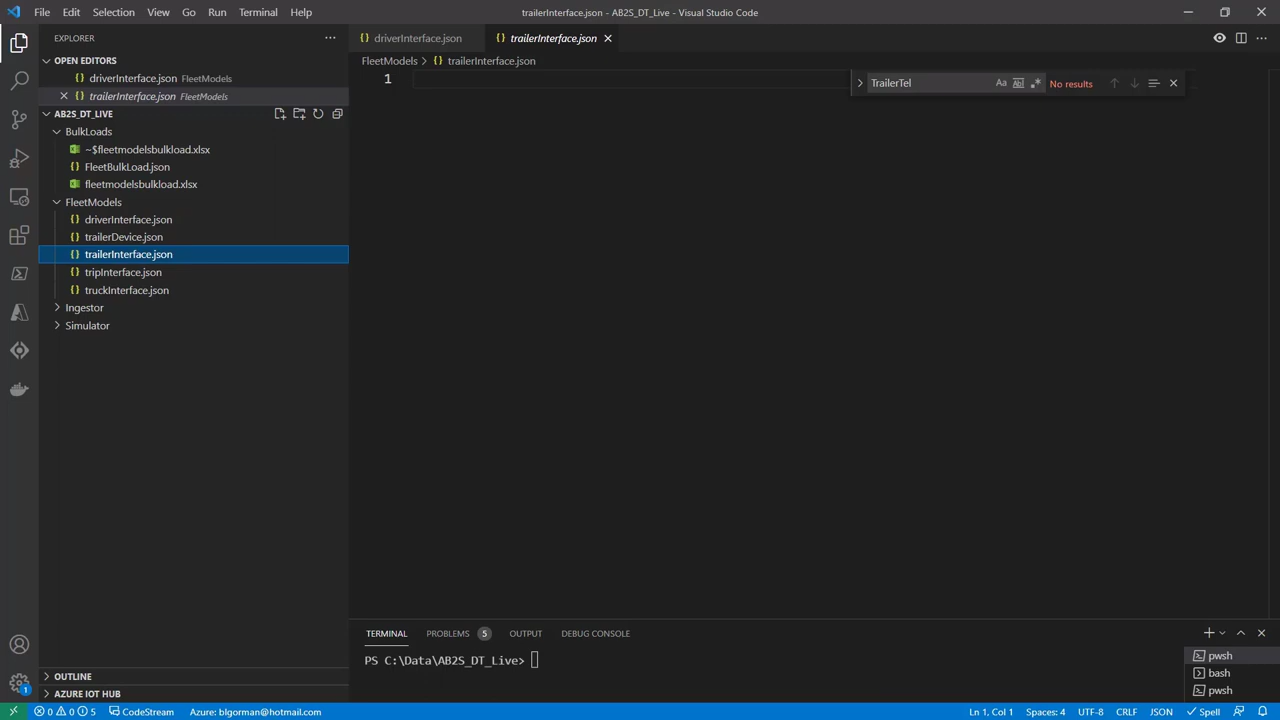 File Edit Selection View Go Run Terminal Help
trailerInterface.json - AB2S_DT_Live - Visual Studio Code
EXPLORER
OPEN EDITORS
driverInterface.json FleetModels
trailerInterface.json FleetModels
AB2S_DT_LIVE
BulkLoads
~$fleetmodelsbulkload.xlsx
FleetBulkLoad.json
fleetmodelsbulkload.xlsx
FleetModels
driverInterface.json
trailerDevice.json
trailerInterface.json
tripInterface.json
truckInterface.json
Ingestor
Simulator
OUTLINE
AZURE IOT HUB
1
driverInterface.json
trailerInterface.json
FleetModels > trailerInterface.json
1
TrailerTel
Aa
No results
TERMINAL PROBLEMS 5 OUTPUT DEBUG CONSOLE
PS C:\Data\AB2S_DT_Live>
pwsh
bash
pwsh
0 0 5 CodeStream Azure: blgorman@hotmail.com
Ln 1, Col 1 Spaces: 4 UTF-8 CRLF JSON Spell